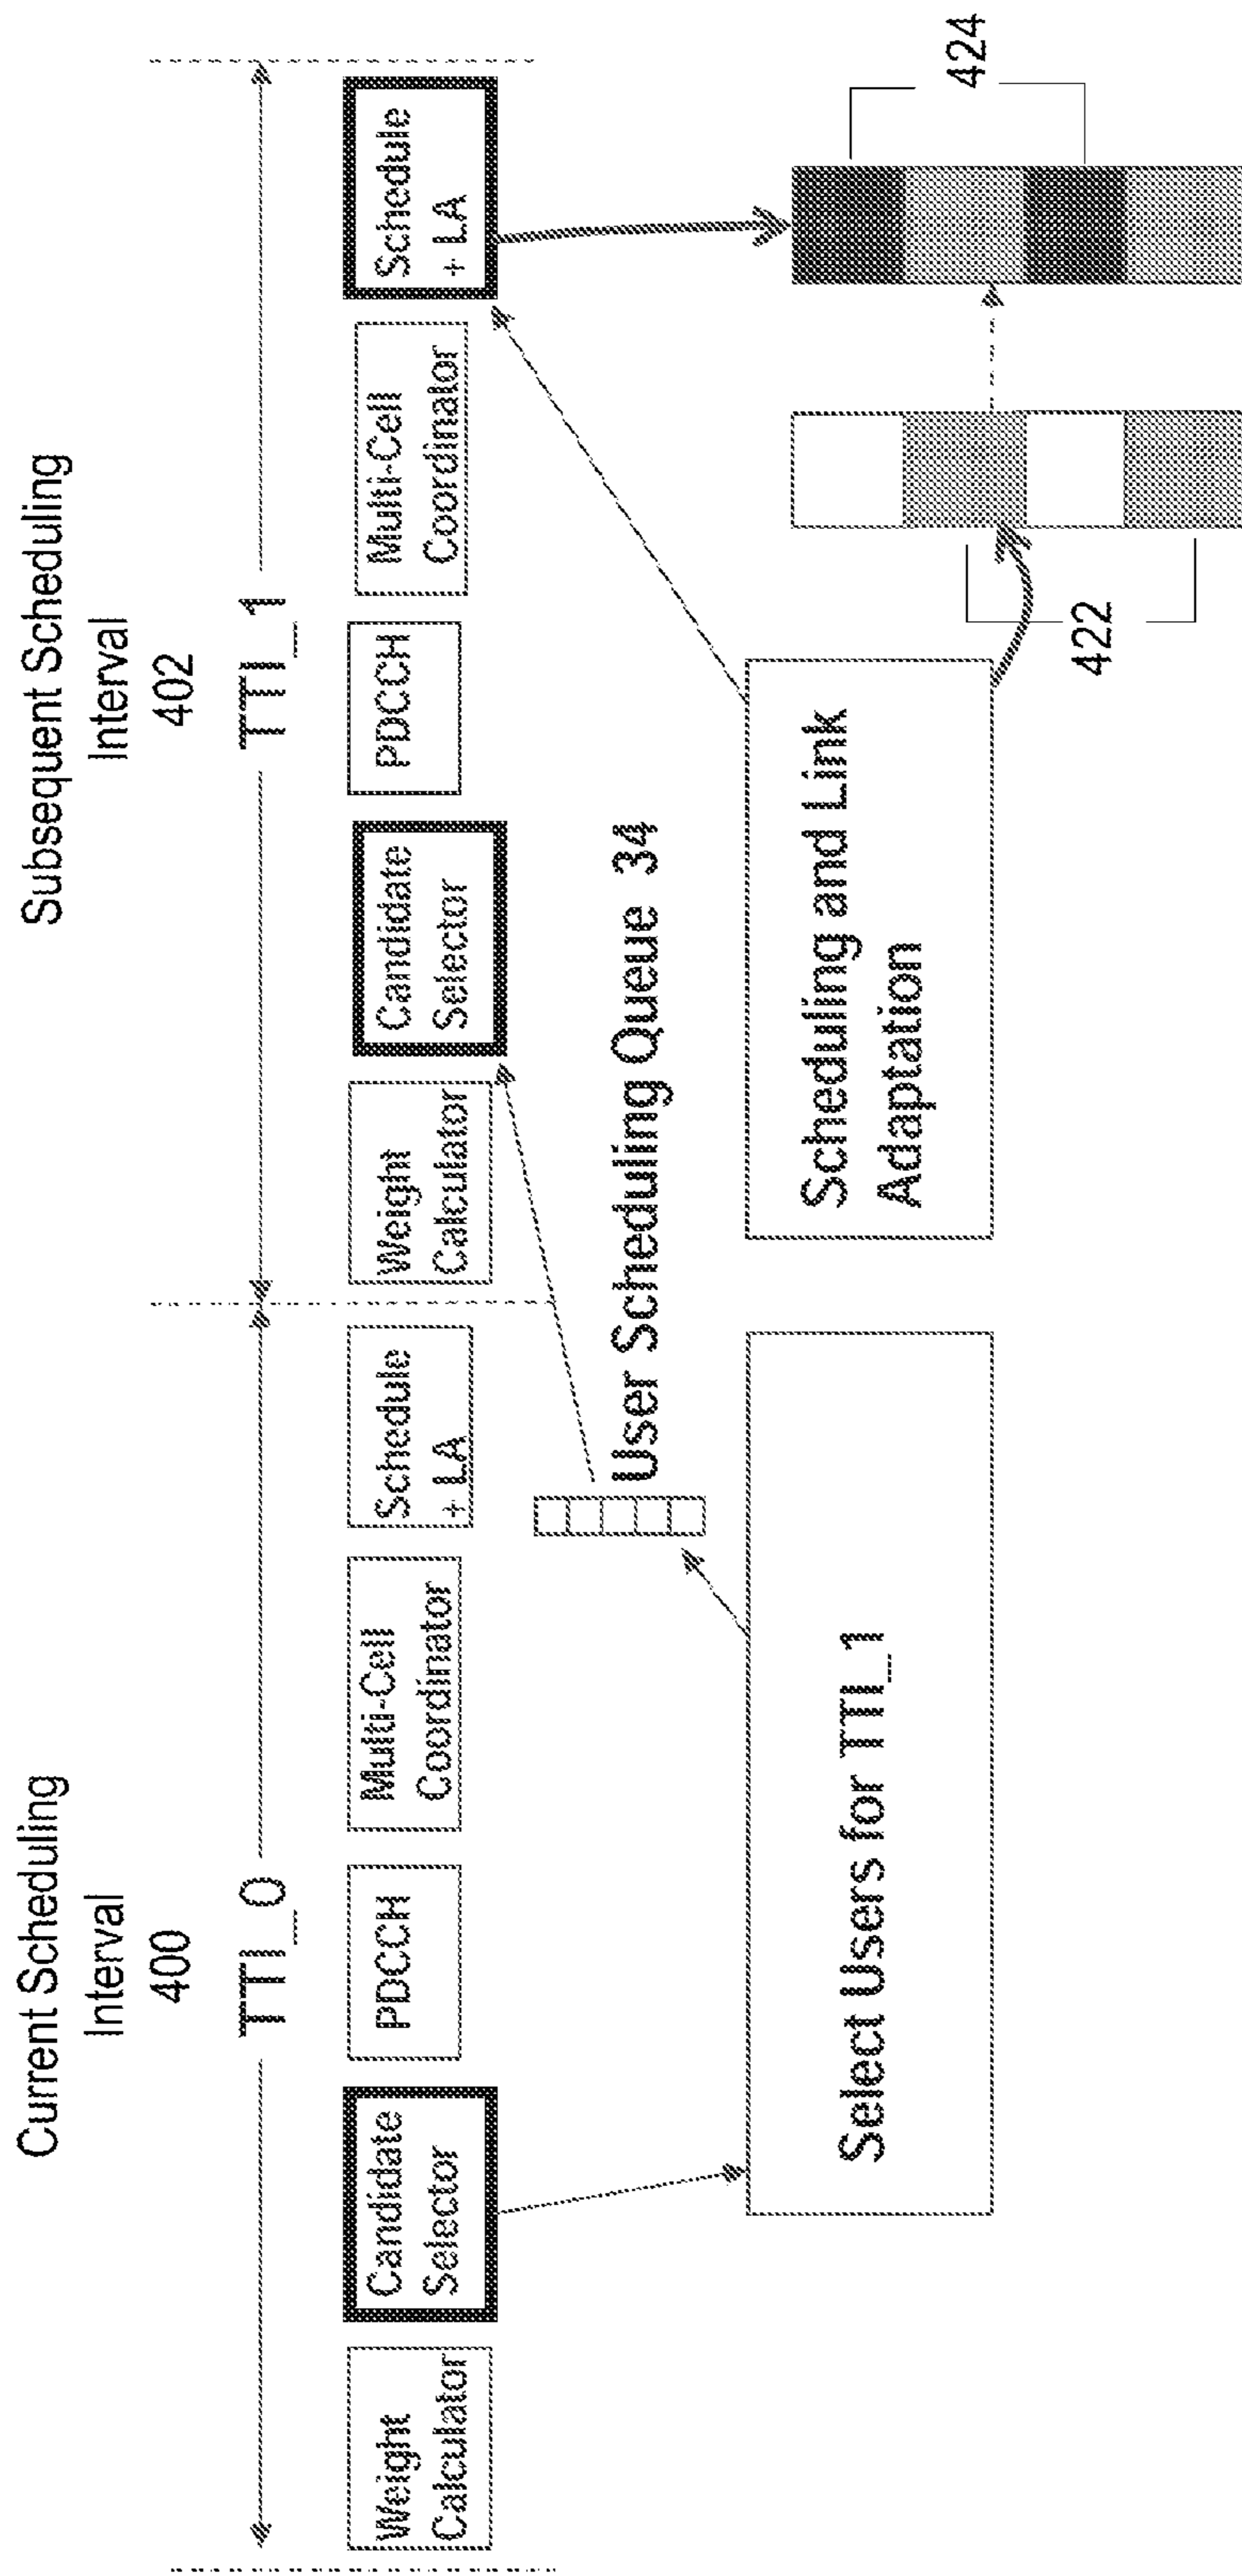 Current Scheduling
Interval
400
TTI_0
Subsequent Scheduling
Interval
402
TTI_1
Weight
Calculator
Candidate
Selector
PDCCH
Multi-Cell
Coordinator
Schedule
+ LA
Weight
Calculator
Candidate
Selector
PDCCH
Multi-Cell
Coordinator
Schedule
+ LA
User Scheduling Queue 34
Select Users for TTI_1
Scheduling and Link
Adaptation
422
424